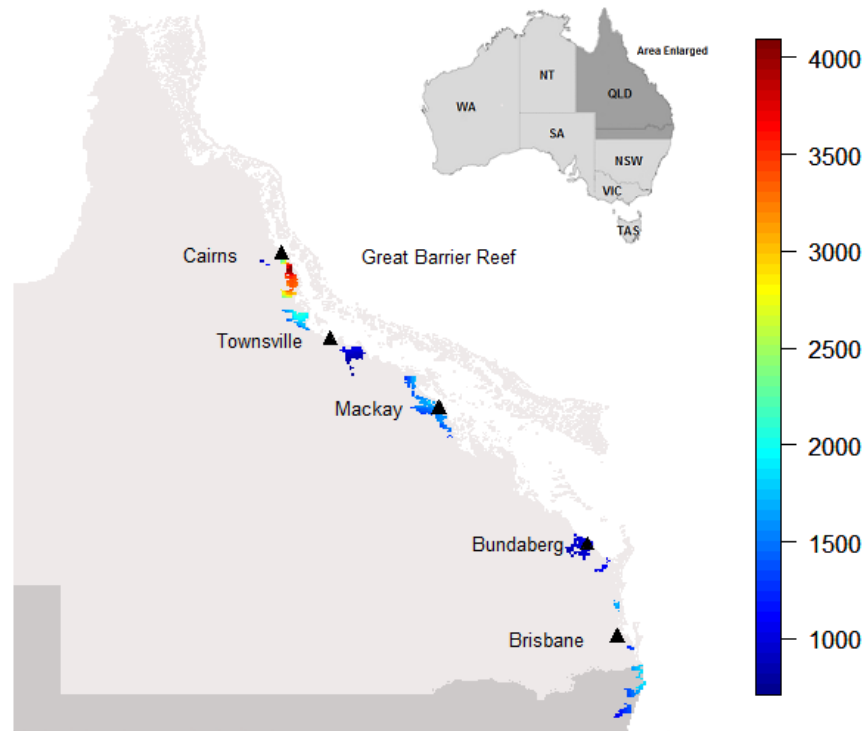 Area Enlarged
NT
QLD
WA
SA
NSW
VIC
TAS
Cairns
Great Barrier Reef
Townsville
Mackay
Bundaberg
Brisbane
4000
3500
3000
2500
2000
1500
1000